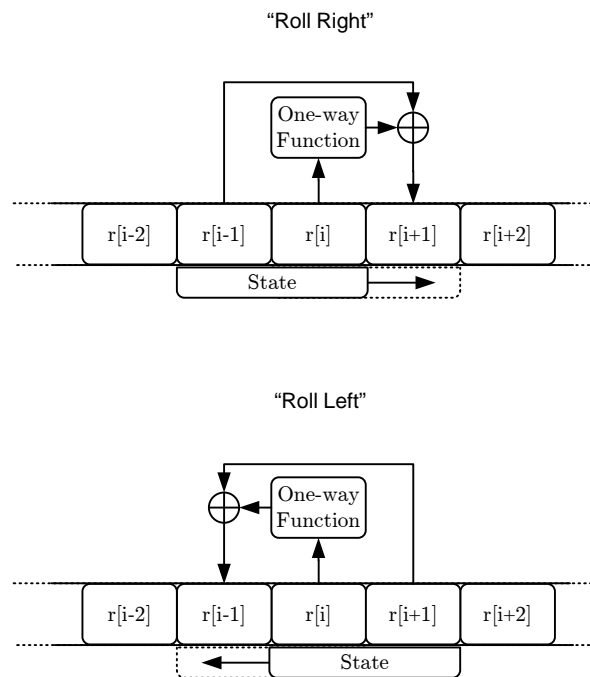 “Roll Right”
One-way
Function
r[i-2] r[i-1] r[i] r[i+1] r[i+2]
State
“Roll Left”
One-way
Function
r[i-2] r[i-1] r[i] r[i+1] r[i+2]
State